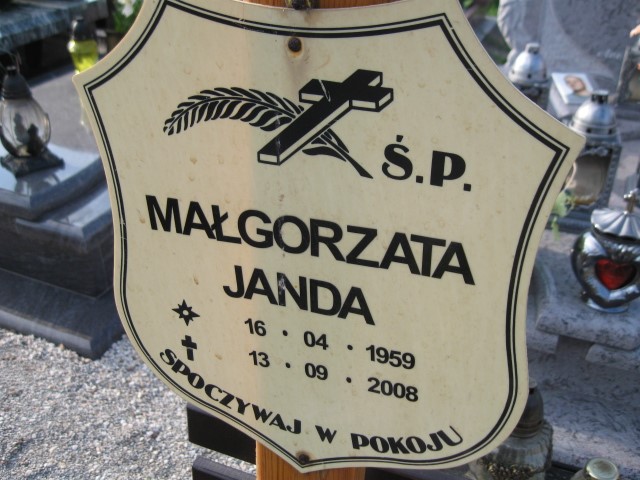 Ś.P.
MAŁGORZATA
JANDA
16 · 04 · 1959
13 · 09 · 2008
SPOCZYWAJ W POKOJU